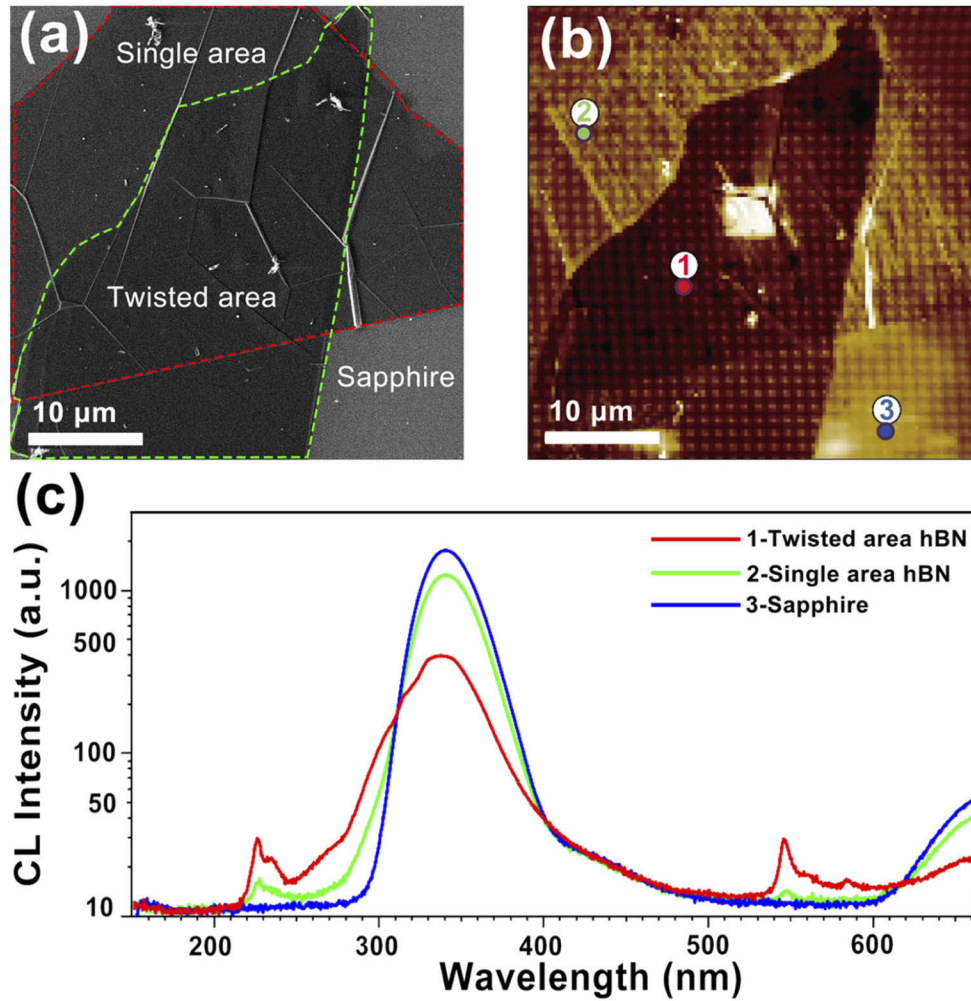 (a)
Single area
Twisted area
Sapphire
10 µm
(b)
2
1
3
10 µm
(c)
CL Intensity (a.u.)
1000
500
100
50
10
1-Twisted area hBN
2-Single area hBN
3-Sapphire
200 300 400 500 600
Wavelength (nm)